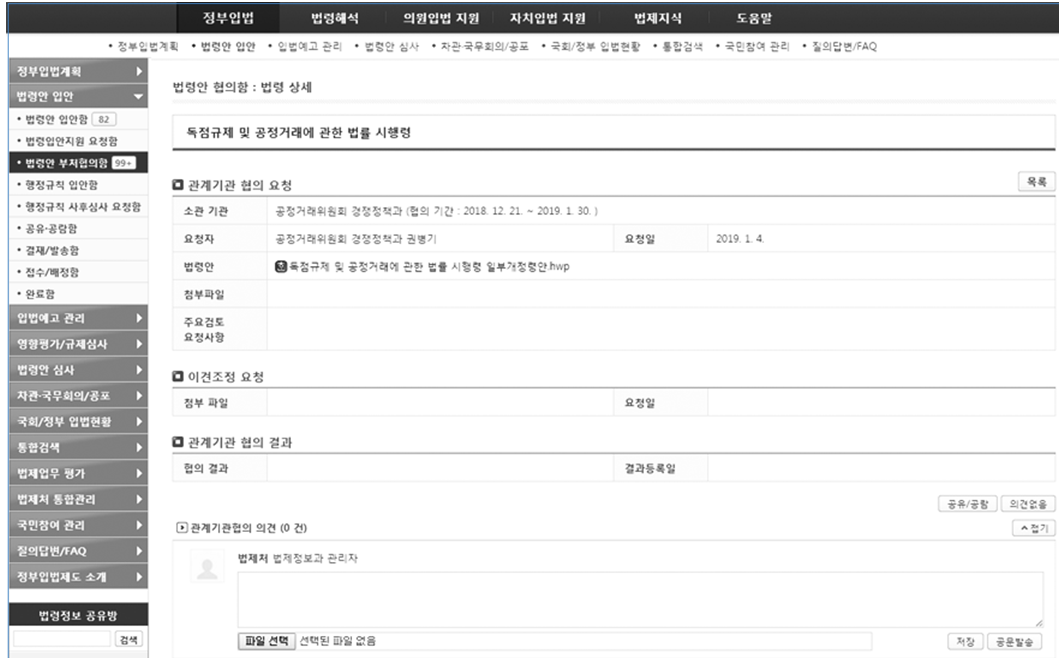 정부입법 법령해석 의원입법 지원 자치입법 지원 법제지식 도움말
• 정부입법계획 • 법령안 입안 • 입법예고 관리 • 법령안 심사 • 차관·국무회의/공포 • 국회/정부 입법현황 • 통합검색 • 국민참여 관리 • 질의답변/FAQ
정부입법계획
법령안 입안
• 법령안 입안함 82
• 법령입안지원 요청함
• 법령안 부처협의함 99+
• 행정규칙 입안함
• 행정규칙 사후심사 요청함
• 공유·공람함
• 결재/발송함
• 접수/배정함
• 완료함
입법예고 관리
영향평가/규제심사
법령안 심사
차관·국무회의/공포
국회/정부 입법현황
통합검색
법제업무 평가
법제처 통합관리
국민참여 관리
질의답변/FAQ
정부입법제도 소개
법령정보 공유방
검색
법령안 협의함 : 법령 상세
독점규제 및 공정거래에 관한 법률 시행령
관계기관 협의 요청 목록
소관 기관 공정거래위원회 경쟁정책과 (협의 기간 : 2018. 12. 21. ~ 2019. 1. 30. )
요청자 공정거래위원회 경쟁정책과 권병기 요청일 2019. 1. 4.
법령안 독점규제 및 공정거래에 관한 법률 시행령 일부개정령안.hwp
첨부파일
주요검토
요청사항
이견조정 요청
첨부 파일 요청일
관계기관 협의 결과
협의 결과 결과등록일
공유/공람 의견없음
관계기관협의 의견 (0 건) 접기
법제처 법제정보과 관리자
파일 선택 선택된 파일 없음 저장 공문발송